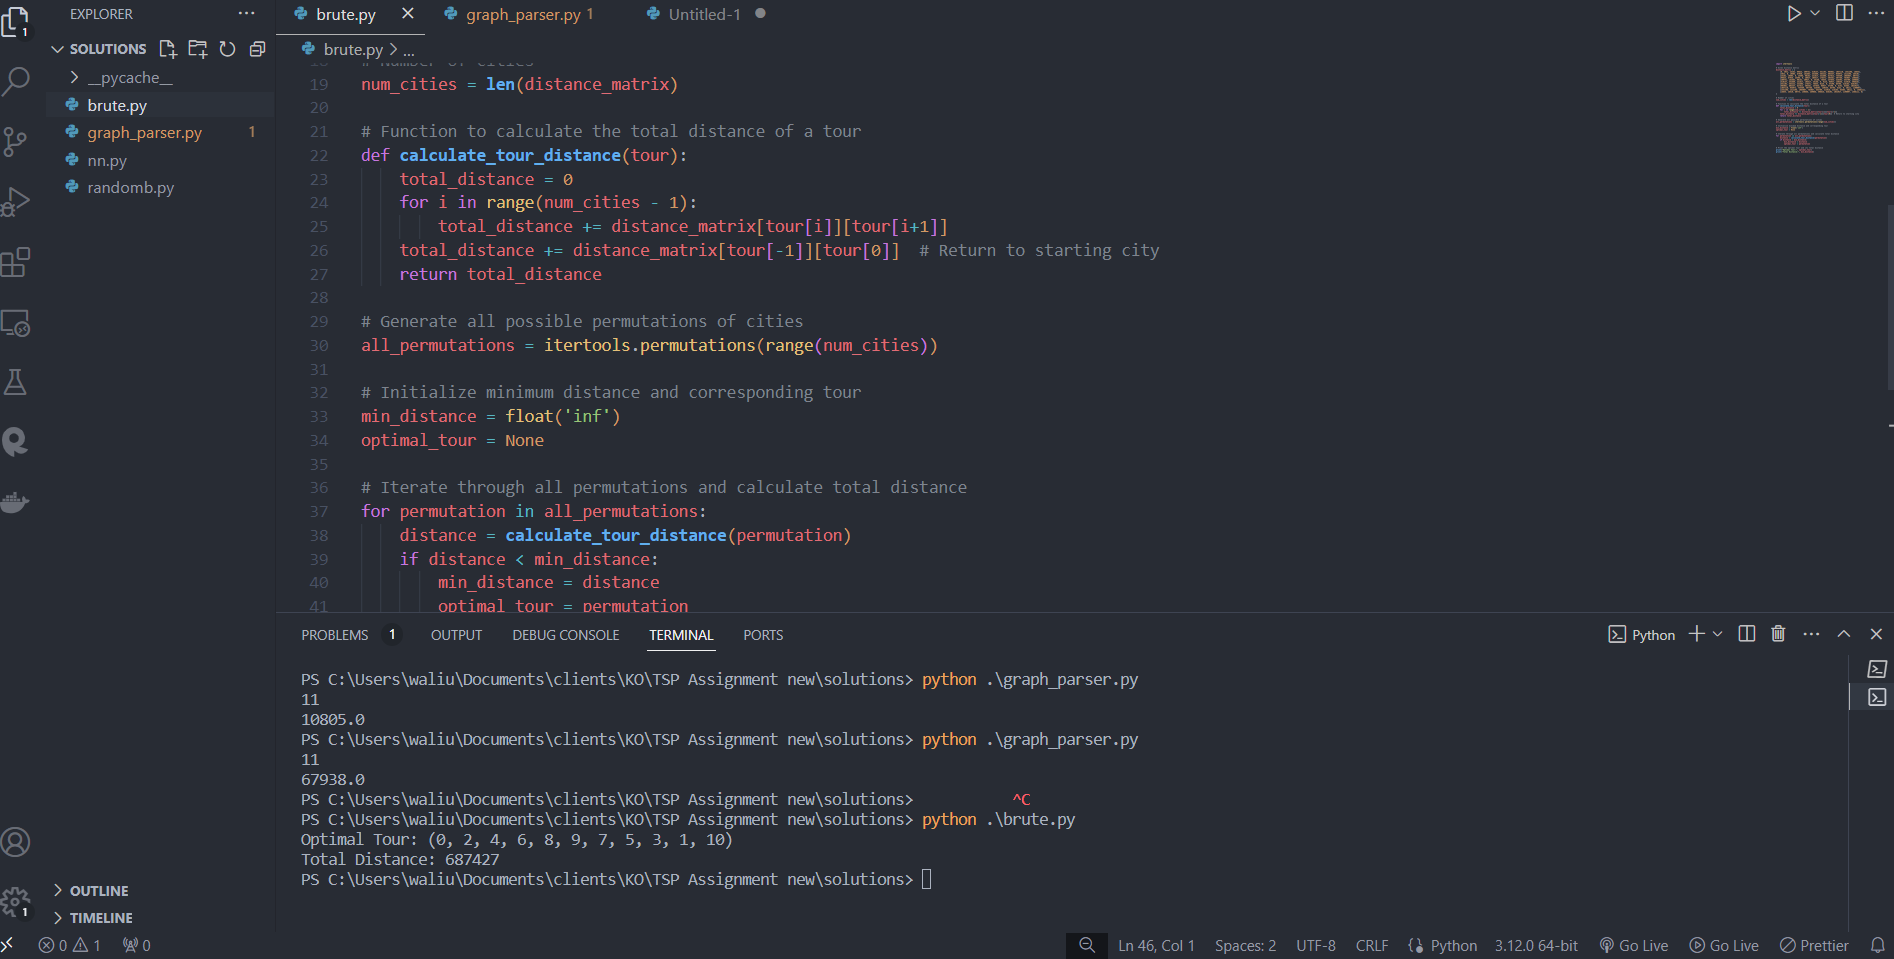 EXPLORER
SOLUTIONS
__pycache__
brute.py
graph_parser.py 1
nn.py
randomb.py
OUTLINE
TIMELINE
1
1
brute.py
graph_parser.py 1
Untitled-1
brute.py > ...
18 # Number of cities
19 num_cities = len(distance_matrix)
20
21 # Function to calculate the total distance of a tour
22 def calculate_tour_distance(tour):
23 total_distance = 0
24 for i in range(num_cities - 1):
25 total_distance += distance_matrix[tour[i]][tour[i+1]]
26 total_distance += distance_matrix[tour[-1]][tour[0]] # Return to starting city
27 return total_distance
28
29 # Generate all possible permutations of cities
30 all_permutations = itertools.permutations(range(num_cities))
31
32 # Initialize minimum distance and corresponding tour
33 min_distance = float('inf')
34 optimal_tour = None
35
36 # Iterate through all permutations and calculate total distance
37 for permutation in all_permutations:
38 distance = calculate_tour_distance(permutation)
39 if distance < min_distance:
40 min_distance = distance
41 optimal_tour = permutation
PROBLEMS 1 OUTPUT DEBUG CONSOLE TERMINAL PORTS
Python
PS C:\Users\waliu\Documents\clients\KO\TSP Assignment new\solutions> python .\graph_parser.py
11
10805.0
PS C:\Users\waliu\Documents\clients\KO\TSP Assignment new\solutions> python .\graph_parser.py
11
67938.0
PS C:\Users\waliu\Documents\clients\KO\TSP Assignment new\solutions> ^C
PS C:\Users\waliu\Documents\clients\KO\TSP Assignment new\solutions> python .\brute.py
Optimal Tour: (0, 2, 4, 6, 8, 9, 7, 5, 3, 1, 10)
Total Distance: 687427
PS C:\Users\waliu\Documents\clients\KO\TSP Assignment new\solutions>
0 1 0 Ln 46, Col 1 Spaces: 2 UTF-8 CRLF Python 3.12.0 64-bit Go Live Go Live Prettier